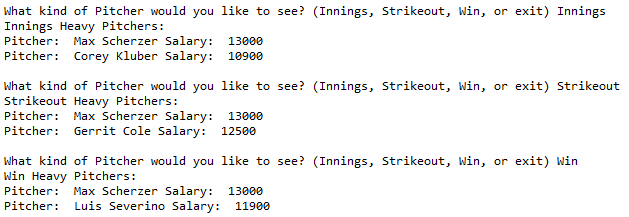 What kind of Pitcher would you like to see? (Innings, Strikeout, Win, or exit) Innings
Innings Heavy Pitchers:
Pitcher:  Max Scherzer Salary:  13000
Pitcher:  Corey Kluber Salary:  10900

What kind of Pitcher would you like to see? (Innings, Strikeout, Win, or exit) Strikeout
Strikeout Heavy Pitchers:
Pitcher:  Max Scherzer Salary:  13000
Pitcher:  Gerrit Cole Salary:  12500

What kind of Pitcher would you like to see? (Innings, Strikeout, Win, or exit) Win
Win Heavy Pitchers:
Pitcher:  Max Scherzer Salary:  13000
Pitcher:  Luis Severino Salary:  11900